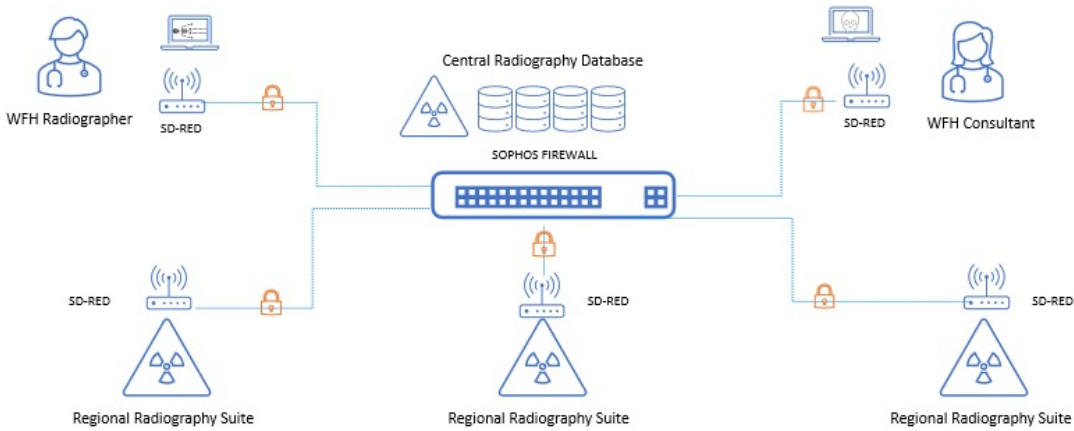 Central Radiography Database
WFH Radiographer
SD-RED
SD-RED
WFH Consultant
SOPHOS FIREWALL
SD-RED
SD-RED
SD-RED
Regional Radiography Suite
Regional Radiography Suite
Regional Radiography Suite